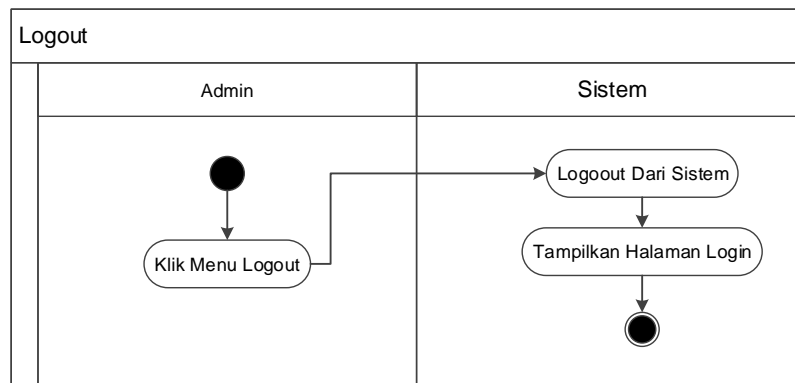 Logout
Admin
Sistem
Logoout Dari Sistem
Klik Menu Logout
Tampilkan Halaman Login